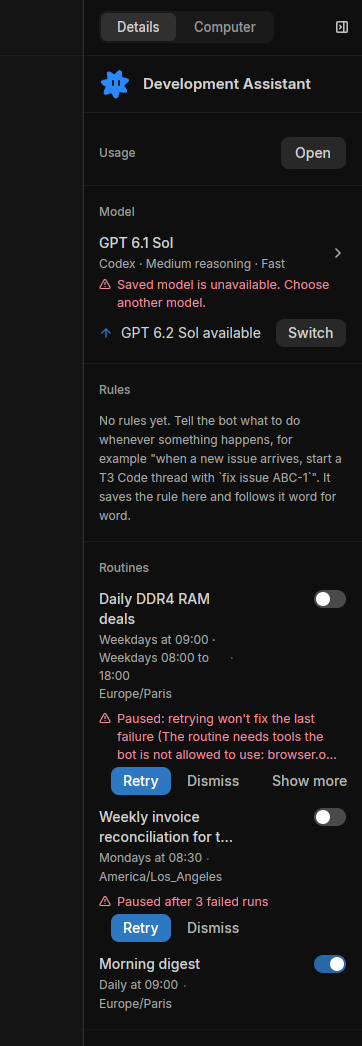 Details Computer
Development Assistant
Usage Open
Model
GPT 6.1 Sol
Codex · Medium reasoning · Fast
Saved model is unavailable. Choose
another model.
GPT 6.2 Sol available Switch
Rules
No rules yet. Tell the bot what to do
whenever something happens, for
example "when a new issue arrives, start a
T3 Code thread with `fix issue ABC-1`". It
saves the rule here and follows it word for
word.
Routines
Daily DDR4 RAM
deals
Weekdays at 09:00 ·
Weekdays 08:00 to ·
18:00
Europe/Paris
Paused: retrying won't fix the last
failure (The routine needs tools the
bot is not allowed to use: browser.o...
Retry Dismiss Show more
Weekly invoice
reconciliation for t...
Mondays at 08:30 ·
America/Los_Angeles
Paused after 3 failed runs
Retry Dismiss
Morning digest
Daily at 09:00 ·
Europe/Paris